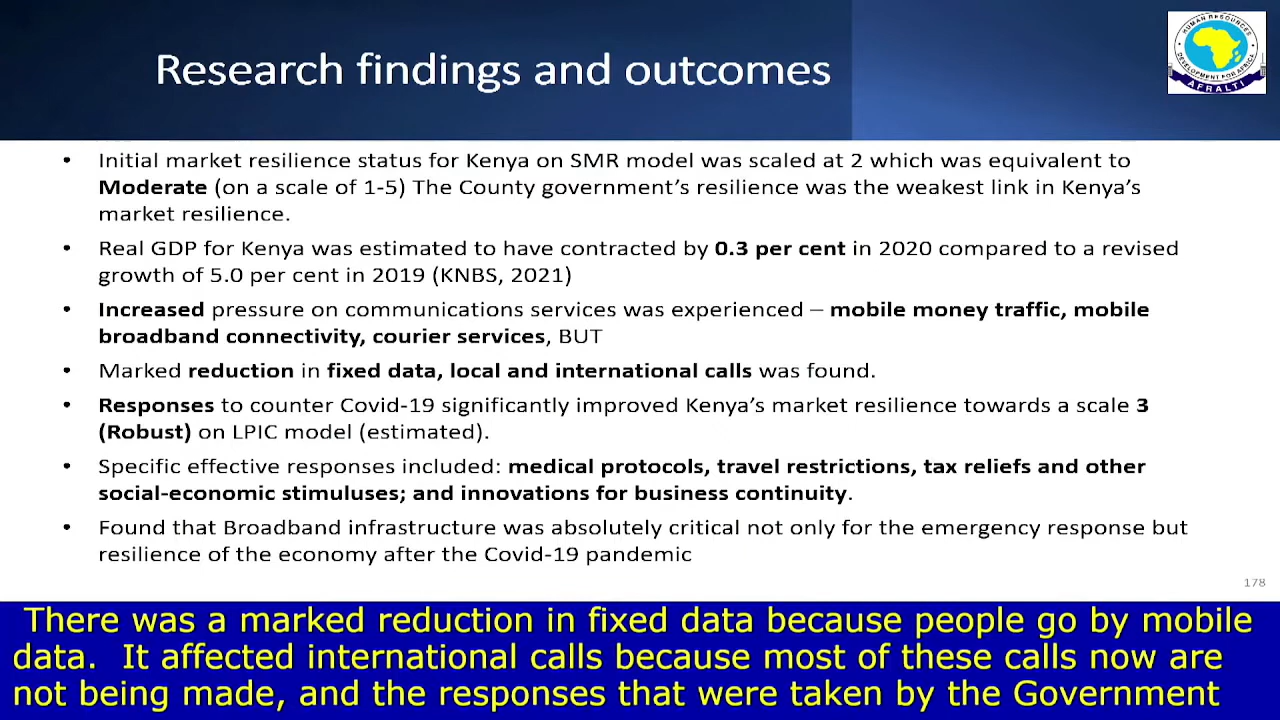 Research findings and outcomes
HUMAN RESOURCES
DEVELOPMENT FOR AFRICA
AFRALTI
• Initial market resilience status for Kenya on SMR model was scaled at 2 which was equivalent to
Moderate (on a scale of 1-5) The County government’s resilience was the weakest link in Kenya’s
market resilience.
• Real GDP for Kenya was estimated to have contracted by 0.3 per cent in 2020 compared to a revised
growth of 5.0 per cent in 2019 (KNBS, 2021)
• Increased pressure on communications services was experienced – mobile money traffic, mobile
broadband connectivity, courier services, BUT
• Marked reduction in fixed data, local and international calls was found.
• Responses to counter Covid-19 significantly improved Kenya’s market resilience towards a scale 3
(Robust) on LPIC model (estimated).
• Specific effective responses included: medical protocols, travel restrictions, tax reliefs and other
social-economic stimuluses; and innovations for business continuity.
• Found that Broadband infrastructure was absolutely critical not only for the emergency response but
resilience of the economy after the Covid-19 pandemic
178
There was a marked reduction in fixed data because people go by mobile
data. It affected international calls because most of these calls now are
not being made, and the responses that were taken by the Government